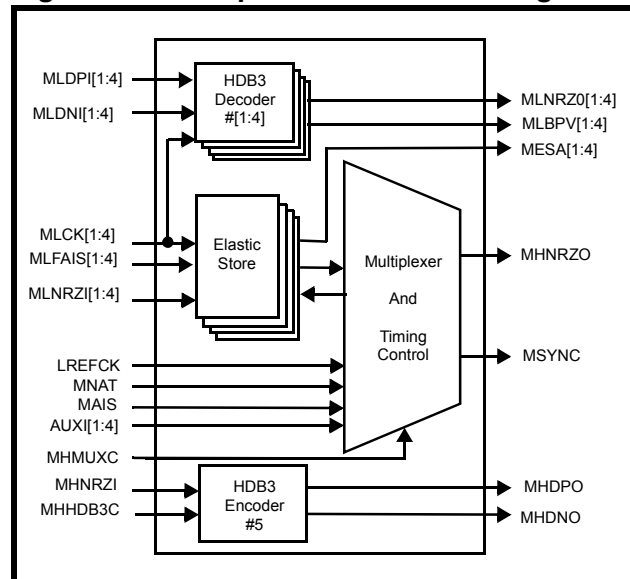 MLDPI[1:4]
MLDNI[1:4]
HDB3
Decoder
#[1:4]
MLNRZ0[1:4]
MLBPV[1:4]
MESA[1:4]
MLCK[1:4]
MLFAIS[1:4]
MLNRZI[1:4]
Elastic
Store
Multiplexer
And
Timing
Control
MHNRZO
MSYNC
LREFCK
MNAT
MAIS
AUXI[1:4]
MHMUXC
MHNRZI
MHHDB3C
HDB3
Encoder
#5
MHDPO
MHDNO